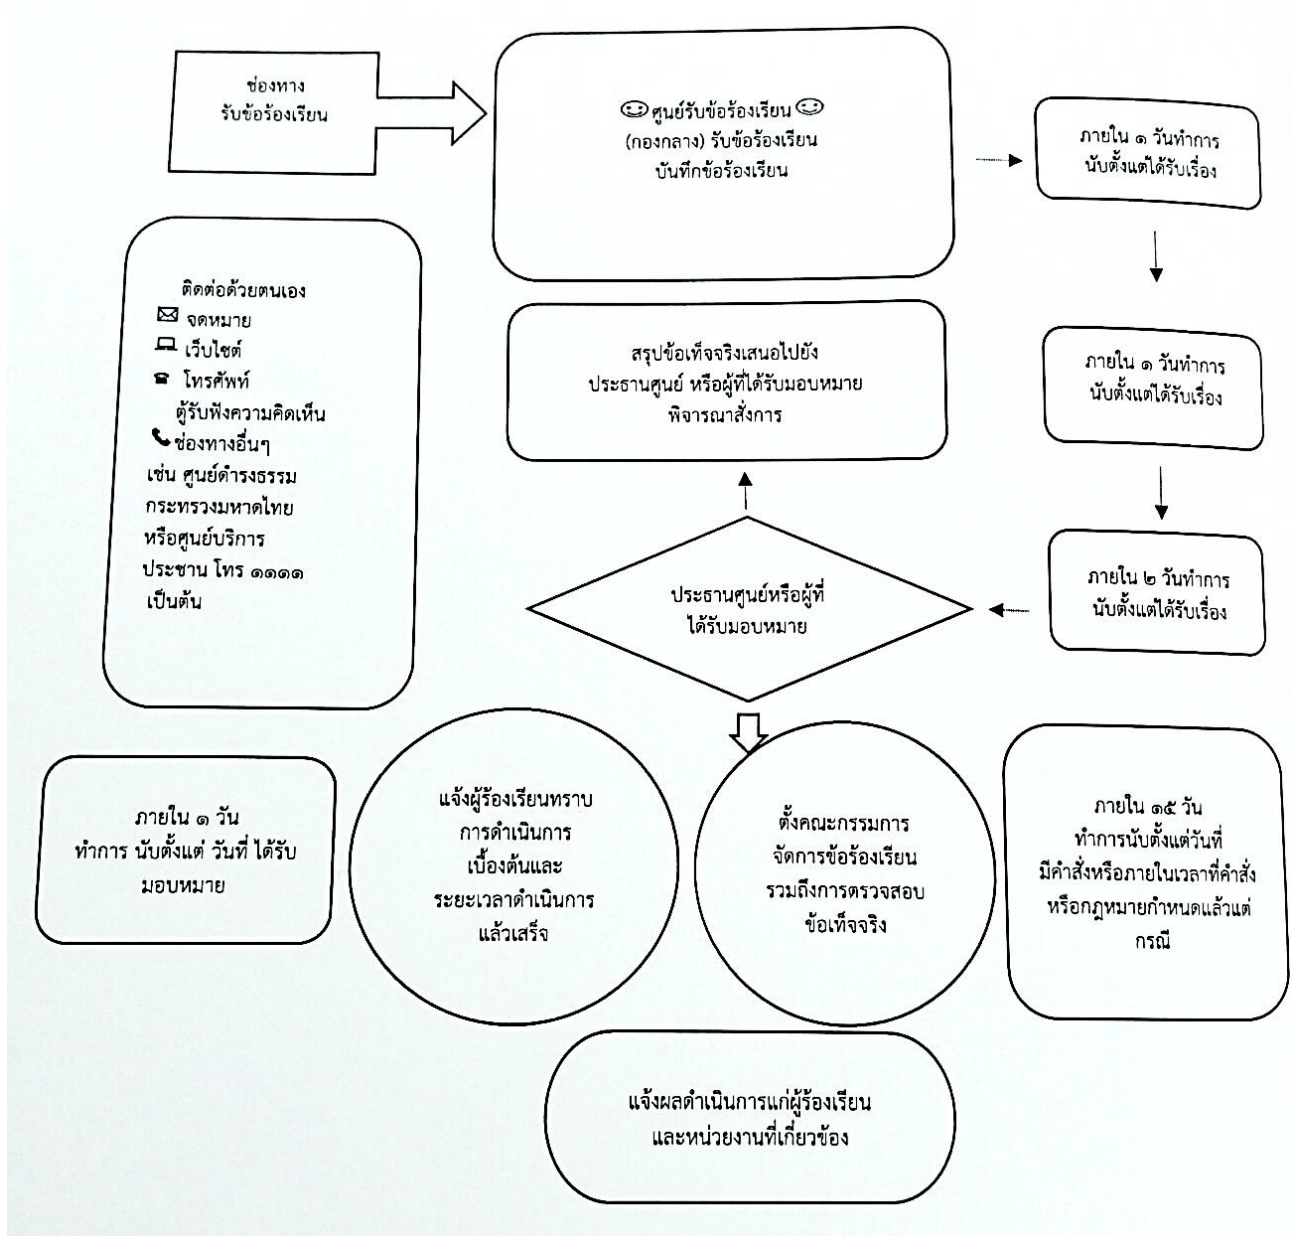 ช่องทาง
รับข้อร้องเรียน
ศูนย์รับข้อร้องเรียน
(กองกลาง) รับข้อร้องเรียน
บันทึกข้อร้องเรียน
ภายใน ๑ วันทำการ
นับตั้งแต่ได้รับเรื่อง
ติดต่อด้วยตนเอง
จดหมาย
เว็บไซต์
โทรศัพท์
ตู้รับฟังความคิดเห็น
ช่องทางอื่นๆ
เช่น ศูนย์ดำรงธรรม
กระทรวงมหาดไทย
หรือศูนย์บริการ
ประชาน โทร ๑๑๑๑
เป็นต้น
สรุปข้อเท็จจริงเสนอไปยัง
ประธานศูนย์ หรือผู้ที่ได้รับมอบหมาย
พิจารณาสั่งการ
ภายใน ๑ วันทำการ
นับตั้งแต่ได้รับเรื่อง
ประธานศูนย์หรือผู้ที่
ได้รับมอบหมาย
ภายใน ๒ วันทำการ
นับตั้งแต่ได้รับเรื่อง
ภายใน ๑ วัน
ทำการ นับตั้งแต่ วันที่ ได้รับ
มอบหมาย
แจ้งผู้ร้องเรียนทราบ
การดำเนินการ
เบื้องต้นและ
ระยะเวลาดำเนินการ
แล้วเสร็จ
ตั้งคณะกรรมการ
จัดการข้อร้องเรียน
รวมถึงการตรวจสอบ
ข้อเท็จจริง
ภายใน ๑๕ วัน
ทำการนับตั้งแต่วันที่
มีคำสั่งหรือภายในเวลาที่คำสั่ง
หรือกฎหมายกำหนดแล้วแต่
กรณี
แจ้งผลดำเนินการแก่ผู้ร้องเรียน
และหน่วยงานที่เกี่ยวข้อง